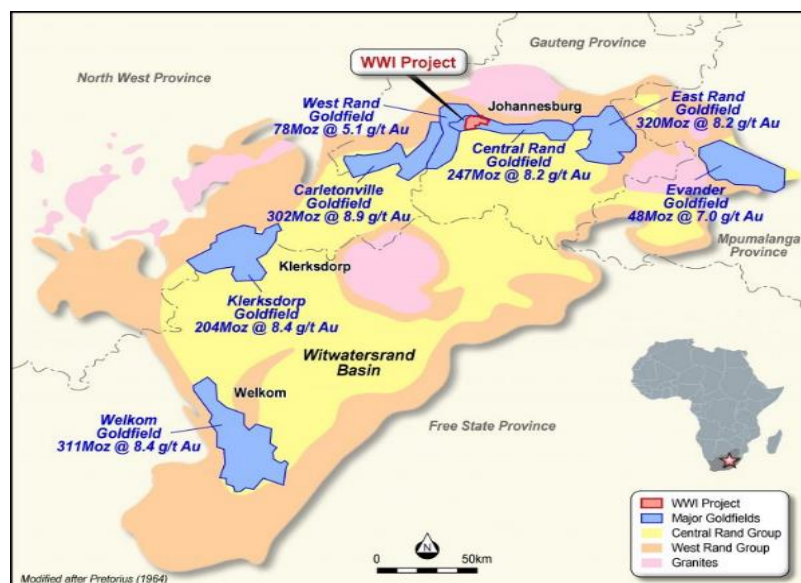 Gauteng Province
WWI Project
North West Province
West Rand
Goldfield
78Moz @ 5.1 g/t Au
Johannesburg
East Rand
Goldfield
320Moz @ 8.2 g/t Au
Central Rand
Goldfield
247Moz @ 8.2 g/t Au
Carletonville
Goldfield
302Moz @ 8.9 g/t Au
Evander
Goldfield
48Moz @ 7.0 g/t Au
Mpumalanga
Province
Klerksdorp
Klerksdorp
Goldfield
204Moz @ 8.4 g/t Au
Witwatersrand
Basin
Welkom
Welkom
Goldfield
311Moz @ 8.4 g/t Au
Free State Province
WWI Project
Major Goldfields
Central Rand Group
West Rand Group
Granites
N
0 50km
Modified after Pretorius (1964)